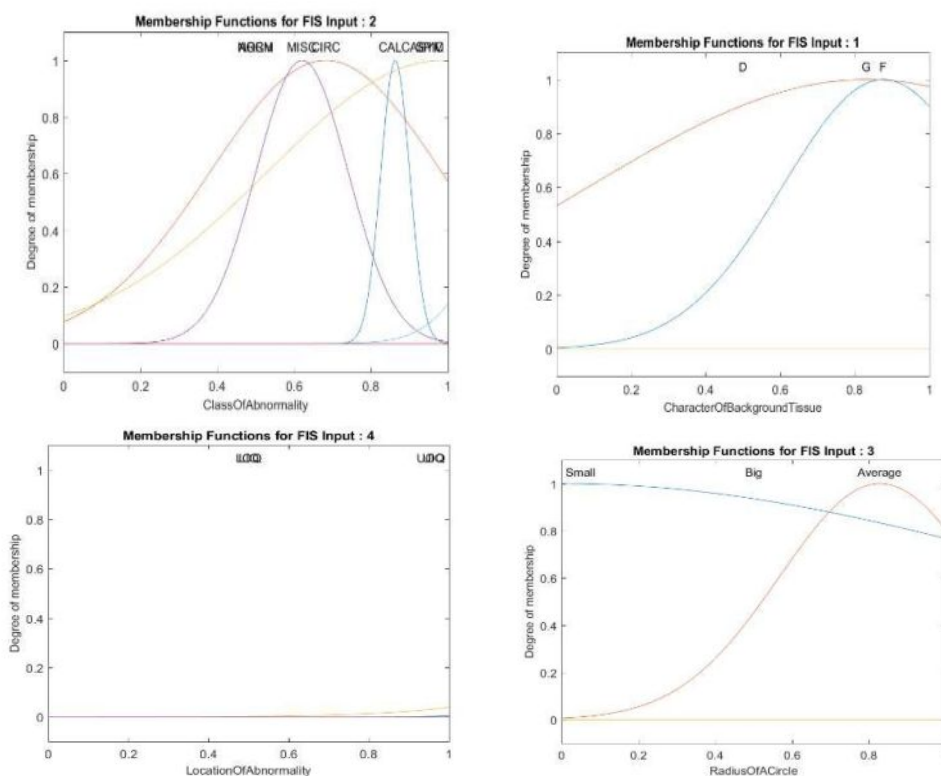 Membership Functions for FIS Input : 2
MISC CIRC CALC
1
0.8
0.6
0.4
0.2
0
Degree of membership
0 0.2 0.4 0.6 0.8 1
ClassOfAbnormality
Membership Functions for FIS Input : 1
D G F
1
0.8
0.6
0.4
0.2
0
Degree of membership
0 0.2 0.4 0.6 0.8 1
CharacterOfBackgroundTissue
Membership Functions for FIS Input : 4
1
0.8
0.6
0.4
0.2
0
Degree of membership
0 0.2 0.4 0.6 0.8 1
LocationOfAbnormality
Membership Functions for FIS Input : 3
Small Big Average
1
0.8
0.6
0.4
0.2
0
Degree of membership
0 0.2 0.4 0.6 0.8
RadiusOfACircle